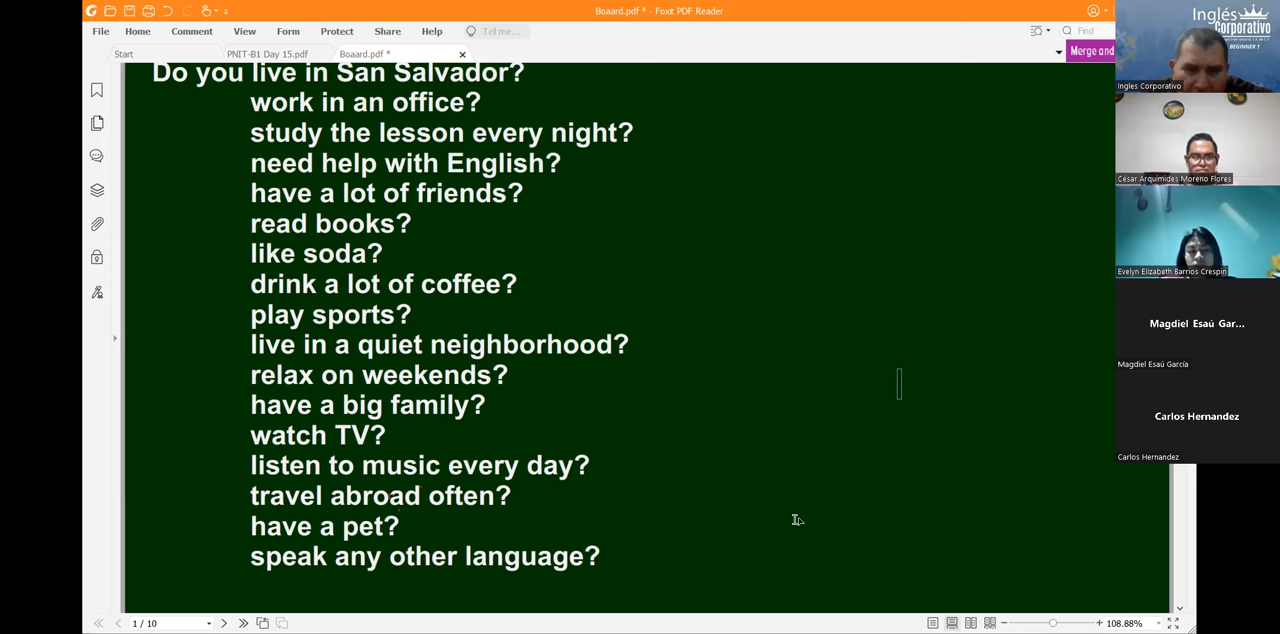 Boaard.pdf * - Foxit PDF Reader
File Home Comment View Form Protect Share Help Tell me... Find
Start PNIT-B1 Day 15.pdf Boaard.pdf * Merge and
Do you live in San Salvador?
work in an office?
study the lesson every night?
need help with English?
have a lot of friends?
read books?
like soda?
drink a lot of coffee?
play sports?
live in a quiet neighborhood?
relax on weekends?
have a big family?
watch TV?
listen to music every day?
travel abroad often?
have a pet?
speak any other language?
1 / 10 108.88%
Inglés
Corporativo
BEGINNER 1
Ingles Corporativo
César Arquimides Moreno Flores
Evelyn Elizabeth Barrios Crespin
Magdiel Esaú Gar...
Magdiel Esaú García
Carlos Hernandez
Carlos Hernandez